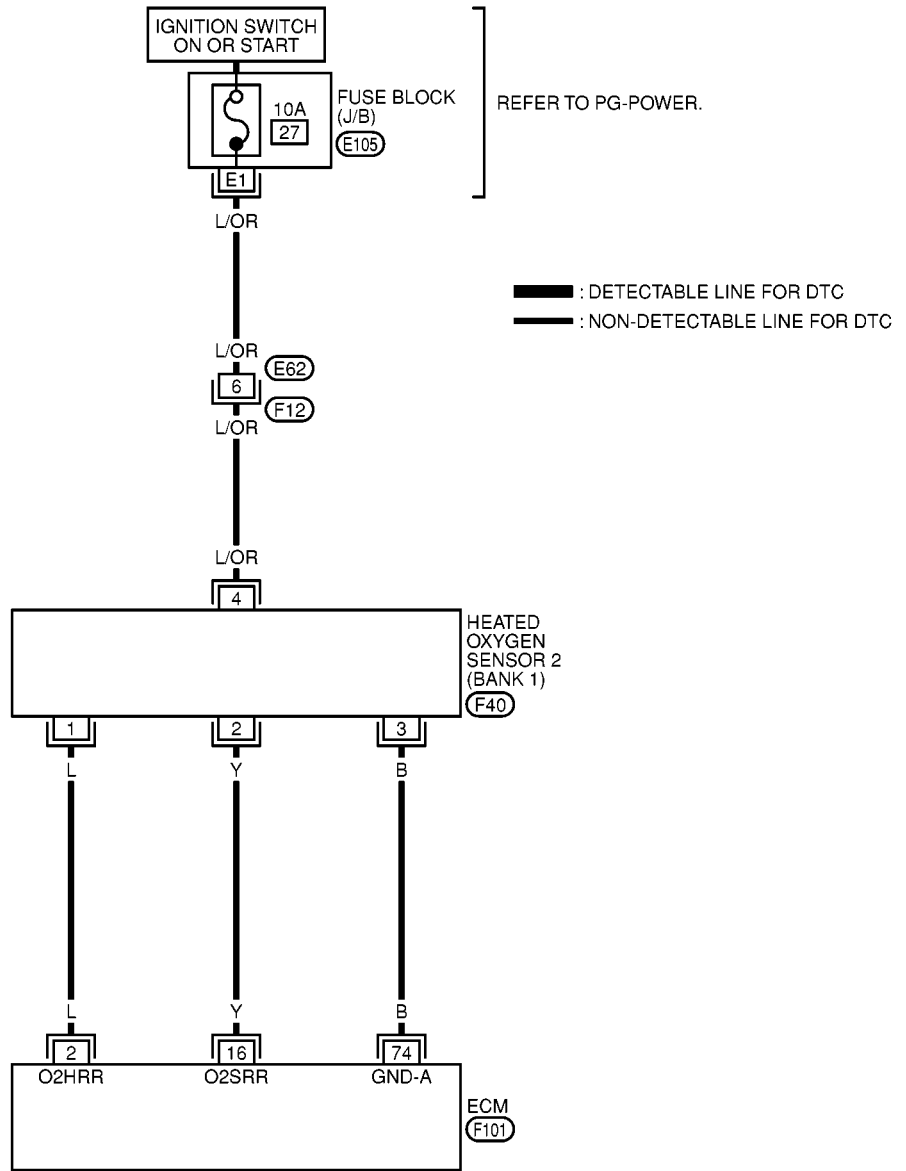 IGNITION SWITCH
ON OR START
FUSE BLOCK
(J/B)
E105
10A
27
REFER TO PG-POWER.
E1
L/OR
: DETECTABLE LINE FOR DTC
: NON-DETECTABLE LINE FOR DTC
L/OR
E62
6
F12
L/OR
L/OR
4
HEATED
OXYGEN
SENSOR 2
(BANK 1)
F40
1 2 3
L Y B
L Y B
2 16 74
O2HRR O2SRR GND-A
ECM
F101